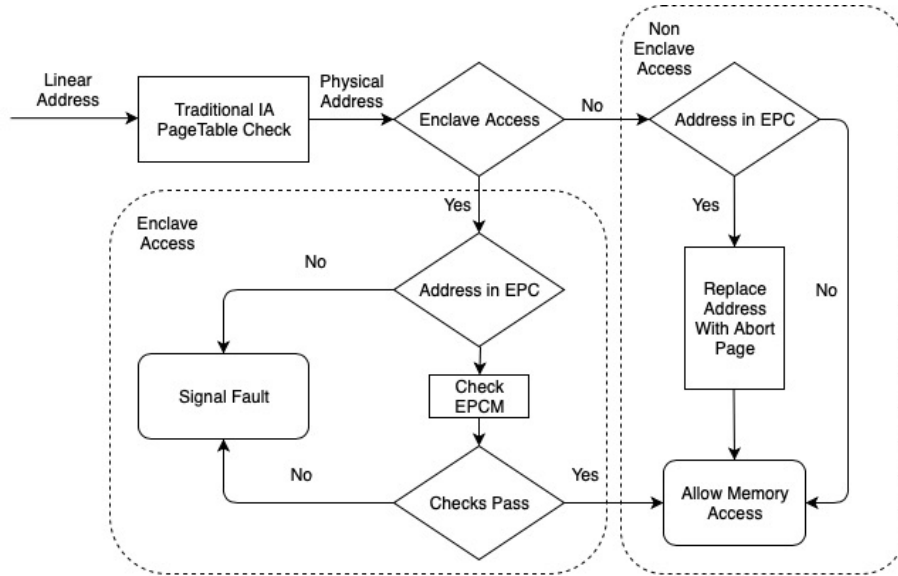 Linear
Address
Traditional IA
PageTable Check
Physical
Address
Enclave Access
No
Non
Enclave
Access
Address in EPC
Yes
Enclave
Access
Yes
No
Address in EPC
Replace
Address
With Abort
Page
No
Signal Fault
Check
EPCM
No
Checks Pass
Yes
Allow Memory
Access